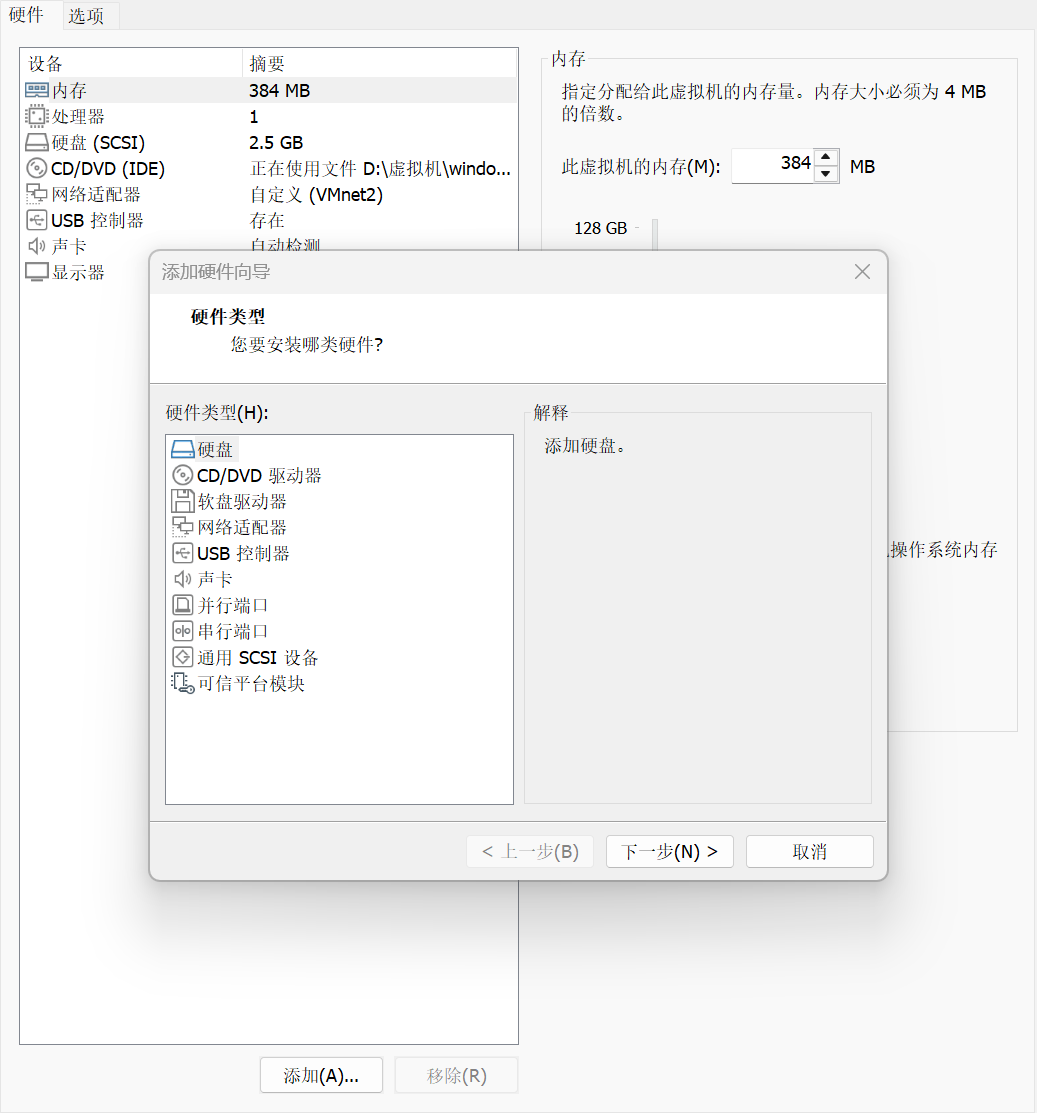 硬件 选项
设备 摘要
内存 384 MB
处理器 1
硬盘 (SCSI) 2.5 GB
CD/DVD (IDE) 正在使用文件 D:\虚拟机\windo...
网络适配器 自定义 (VMnet2)
USB 控制器 存在
声卡 自动检测
显示器
内存
指定分配给此虚拟机的内存量。内存大小必须为 4 MB
的倍数。
此虚拟机的内存(M): 384 MB
128 GB
操作系统内存
添加硬件向导
硬件类型
您要安装哪类硬件?
硬件类型(H):
硬盘
CD/DVD 驱动器
软盘驱动器
网络适配器
USB 控制器
声卡
并行端口
串行端口
通用 SCSI 设备
可信平台模块
解释
添加硬盘。
< 上一步(B) 下一步(N) > 取消
添加(A)... 移除(R)